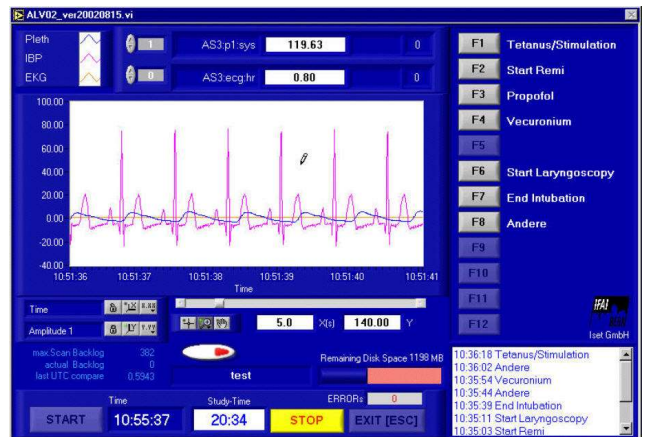 ALV02_ver20020815.vi
Pleth
IBP
EKG
1 AS3:p1:sys 119.63 0
0 AS3:ecg:hr 0.80 0
100.00
80.00
60.00
40.00
20.00
0.00
-20.00
-40.00
10:51:36 10:51:37 10:51:38 10:51:39 10:51:40 10:51:41
Time
Time
Amplitude 1
5.0 X(s) 140.00 Y
max.Scan Backlog 382
actual Backlog 0
last UTC compare 0,5943
test
Remaining Disk Space 1198 MB
Time Study-Time ERRORs 0
START 10:55:37 20:34 STOP EXIT [ESC]
F1 Tetanus/Stimulation
F2 Start Remi
F3 Propofol
F4 Vecuronium
F5
F6 Start Laryngoscopy
F7 End Intubation
F8 Andere
F9
F10
F11
F12
IFAI
Iset GmbH
10:36:18 Tetanus/Stimulation
10:36:02 Andere
10:35:54 Vecuronium
10:35:44 Andere
10:35:39 End Intubation
10:35:11 Start Laryngoscopy
10:35:03 Start Remi